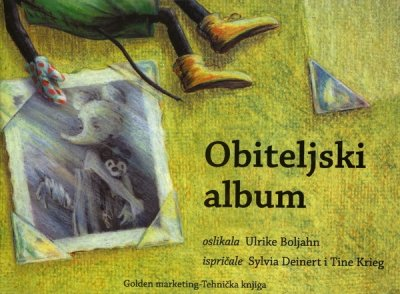 Obiteljski
album
oslikala Ulrike Boljahn
ispričale Sylvia Deinert i Tine Krieg
Golden marketing-Tehnička knjiga